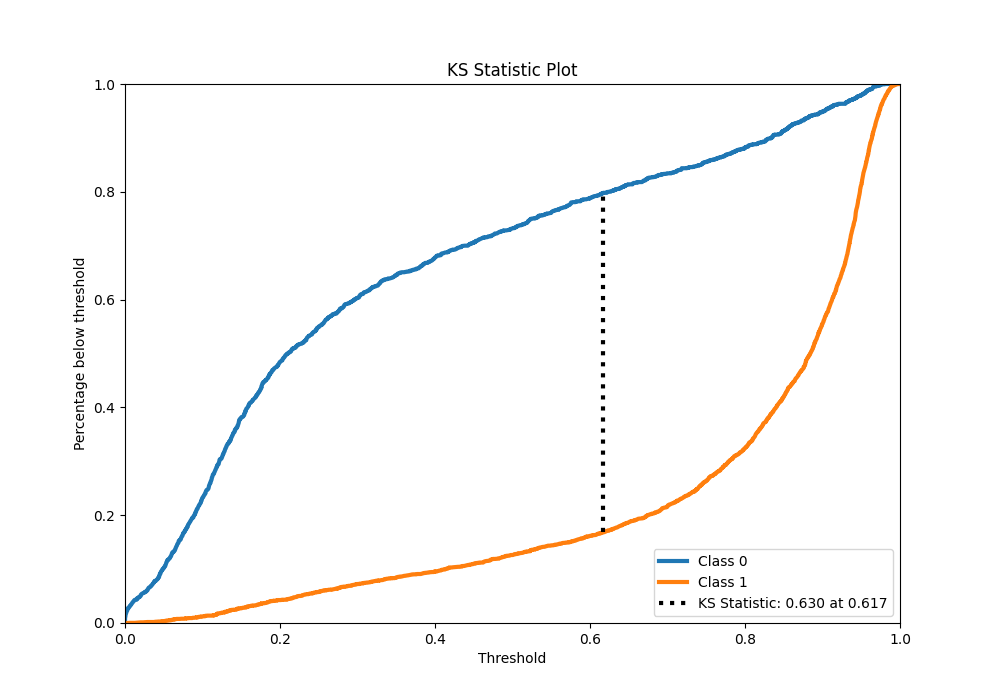 KS Statistic Plot
1.0
0.8
0.6
0.4
0.2
0.0
Percentage below threshold
0.0 0.2 0.4 0.6 0.8 1.0
Threshold
Class 0
Class 1
KS Statistic: 0.630 at 0.617